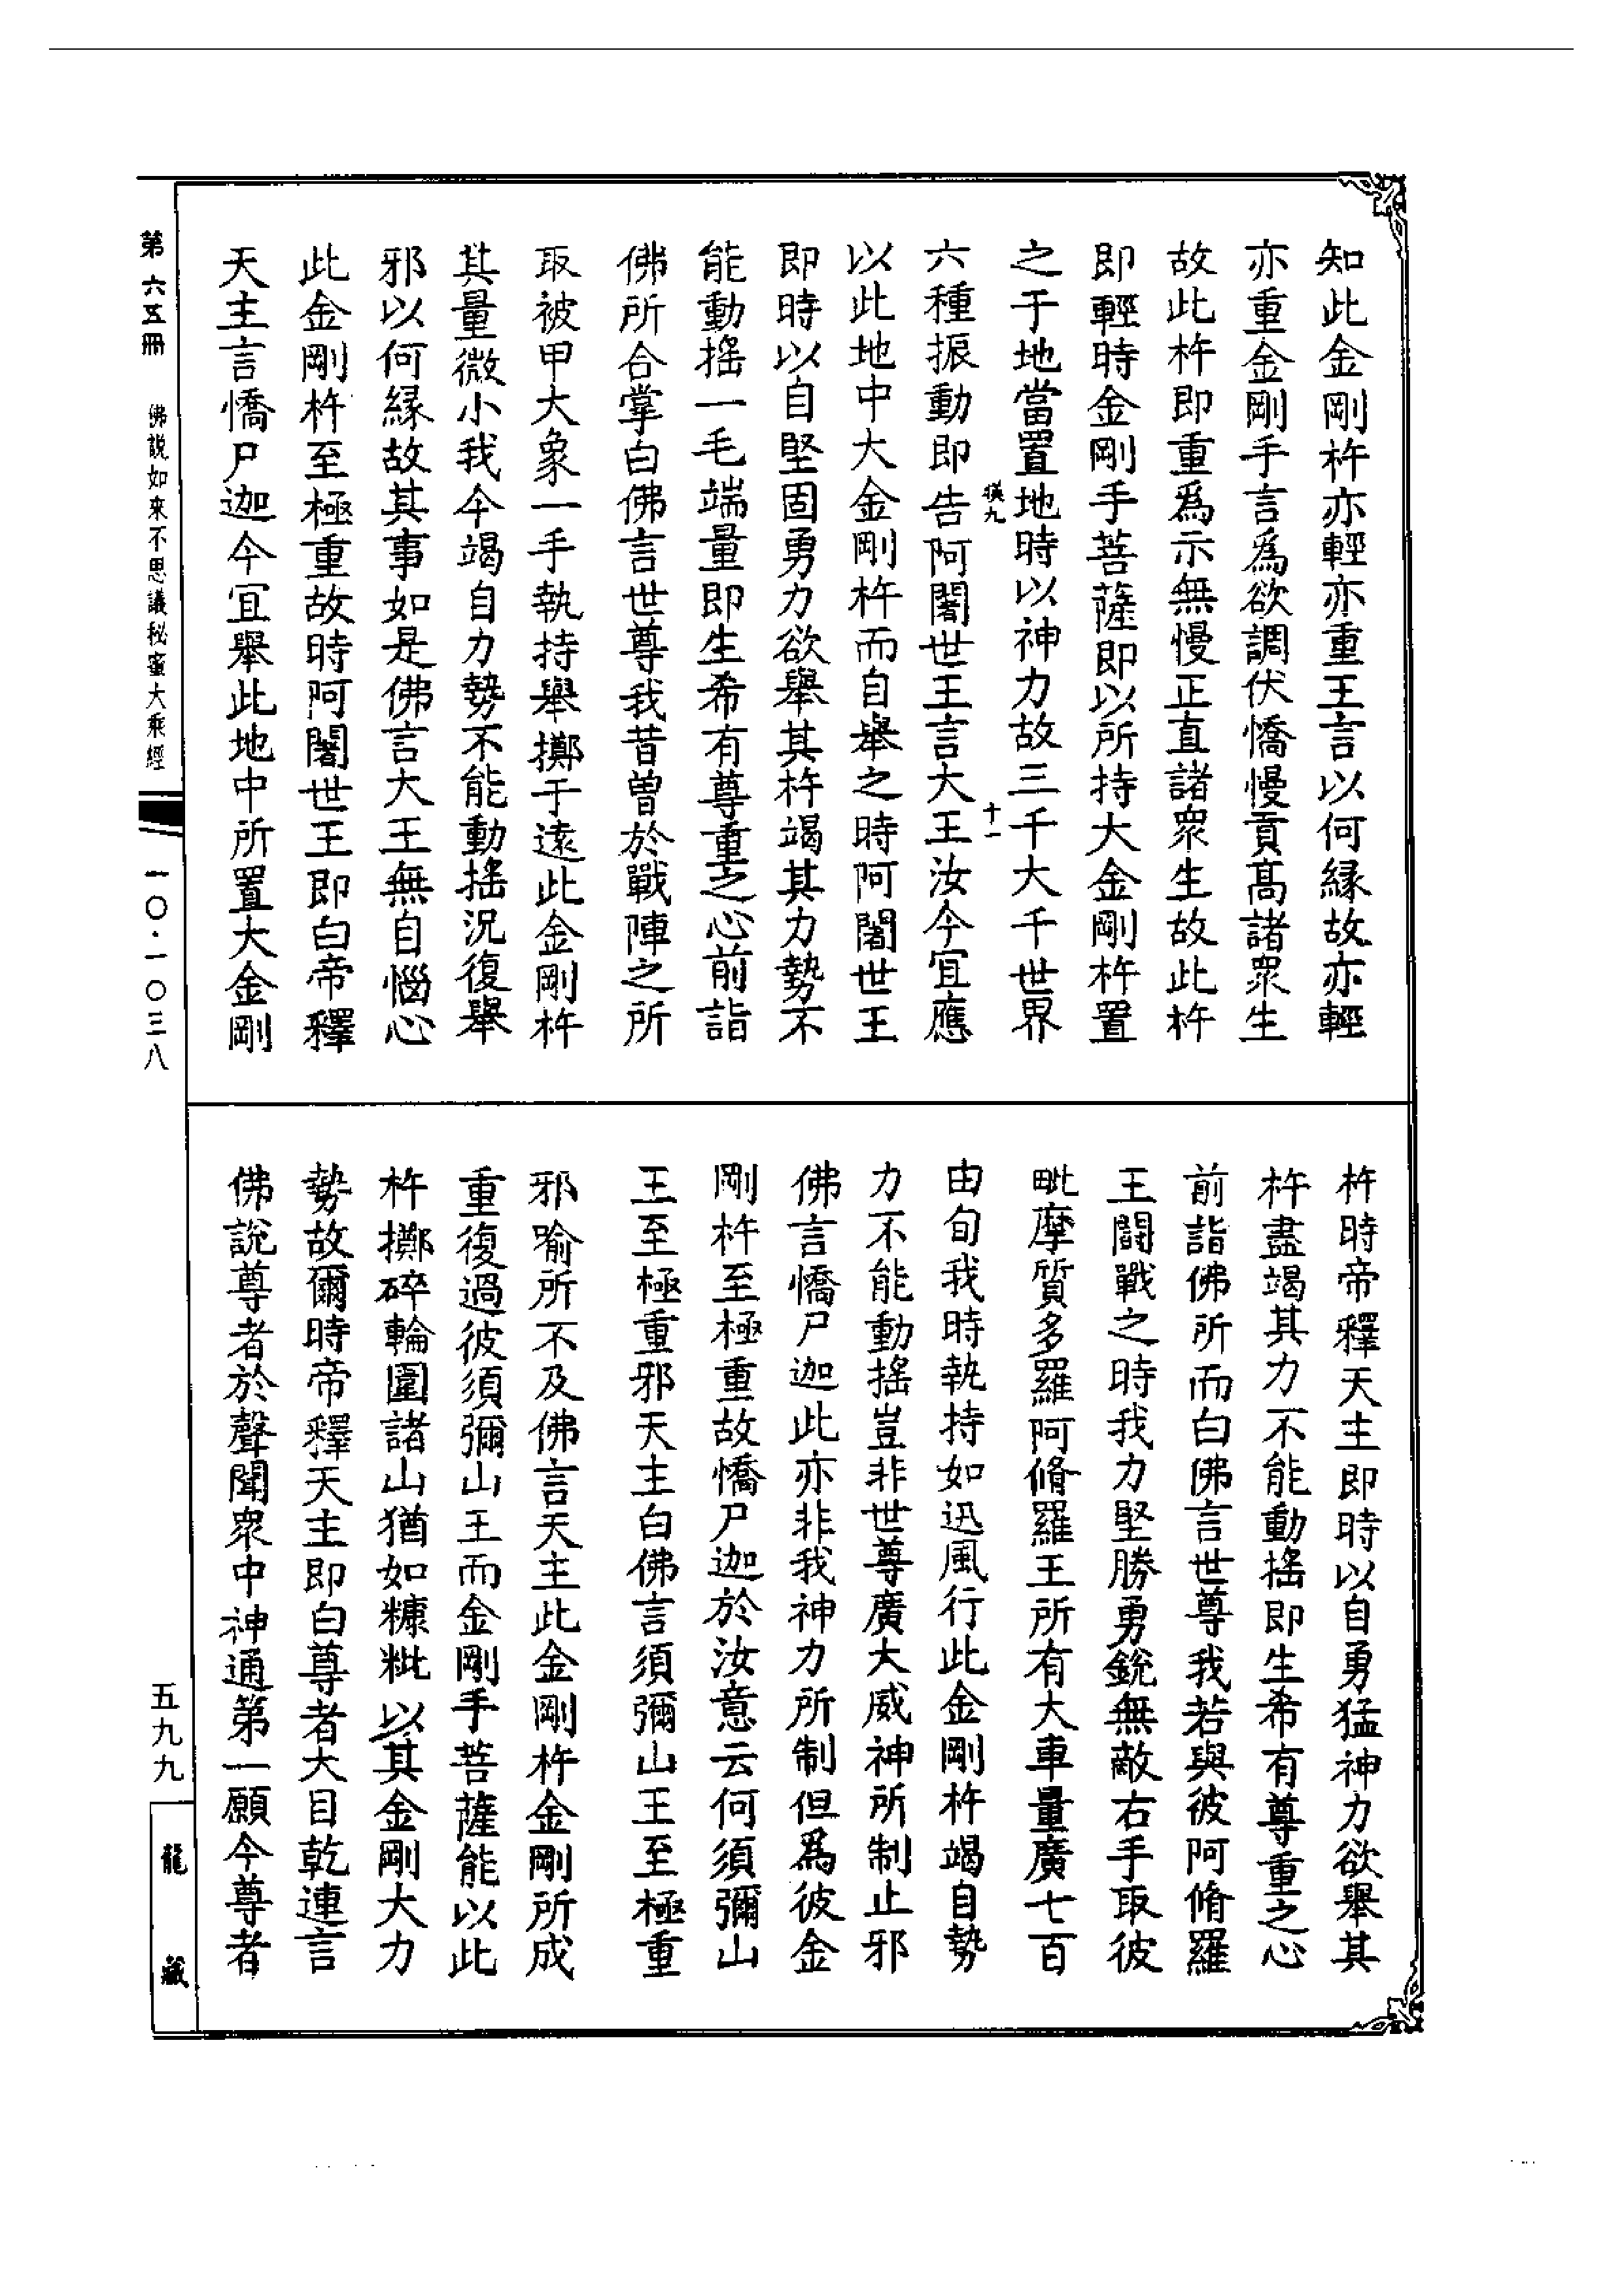 知此金剛杵亦輕亦重王言以何緣故亦輕
亦重金剛手言為欲調伏憍慢貢高諸衆生
故此杵即重為示無慢正直諸衆生故此杵
即輕時金剛手菩薩即以所持大金剛杵置
之于地當置地時以神力故三千大千世界
六種振動即告阿闍世王言大王汝今宜應
以此地中大金剛杵而自舉之時阿闍世王
即時以自堅固勇力欲舉其杵竭其力勢不
能動搖一毛端量即生希有尊重之心前詣
佛所合掌白佛言世尊我昔曾於戰陣之所
取被甲大象一手執持舉擲于遠此金剛杵
其量微小我今竭自力勢不能動搖況復舉
邪以何緣故其事如是佛言大王無自惱心
此金剛杵至極重故時阿闍世王即白帝釋
天主言憍尸迦今宜舉此地中所置大金剛
杵時帝釋天主即時以自勇猛神力欲舉其
杵盡竭其力不能動搖即生希有尊重之心
前詣佛所而白佛言世尊我若與彼阿脩羅
王鬪戰之時我力堅勝勇銳無敵右手取彼
毗摩質多羅阿脩羅王所有大車量廣七百
由旬我時執持如迅風行此金剛杵竭自勢
力不能動搖豈非世尊廣大威神所制止邪
佛言憍尸迦此亦非我神力所制但為彼金
剛杵至極重故憍尸迦於汝意云何須彌山
王至極重邪天主白佛言須彌山王至極重
邪喻所不及佛言天主此金剛杵金剛所成
重復過彼須彌山王而金剛手菩薩能以此
杵擲碎輪圍諸山猶如糠粃以其金剛大力
勢故爾時帝釋天主即白尊者大目乾連言
佛說尊者於聲聞衆中神通第一願今尊者
第六五冊 佛說如來不思議秘蜜大乘經 一〇·一〇三八
五九九
龍藏
十一